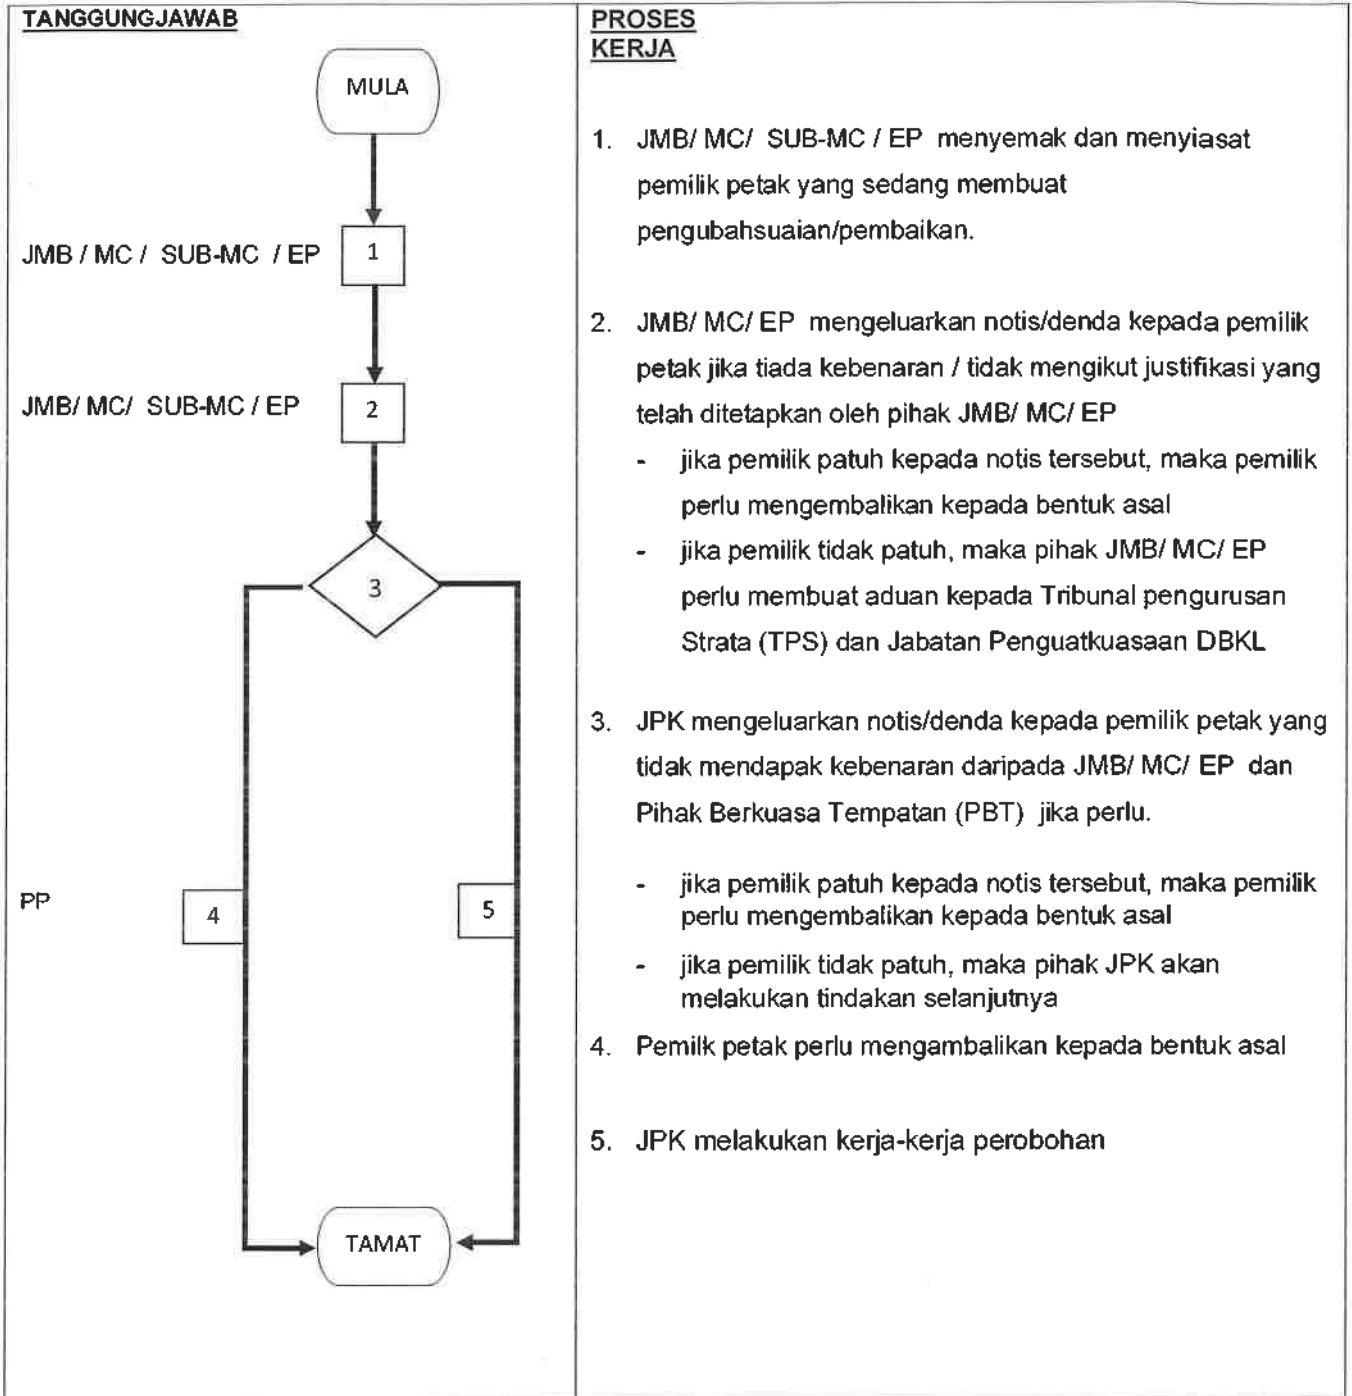 TANGGUNGJAWAB
MULA
JMB / MC / SUB-MC / EP
1
JMB/ MC/ SUB-MC / EP
2
3
PP
4
5
TAMAT
PROSES
KERJA
1. JMB/ MC/ SUB-MC / EP menyemak dan menyiasat
pemilik petak yang sedang membuat
pengubahsuaian/pembaikan.
2. JMB/ MC/ EP mengeluarkan notis/denda kepada pemilik
petak jika tiada kebenaran / tidak mengikut justifikasi yang
telah ditetapkan oleh pihak JMB/ MC/ EP
- jika pemilik patuh kepada notis tersebut, maka pemilik
perlu mengembalikan kepada bentuk asal
- jika pemilik tidak patuh, maka pihak JMB/ MC/ EP
perlu membuat aduan kepada Tribunal pengurusan
Strata (TPS) dan Jabatan Penguatkuasaan DBKL
3. JPK mengeluarkan notis/denda kepada pemilik petak yang
tidak mendapak kebenaran daripada JMB/ MC/ EP dan
Pihak Berkuasa Tempatan (PBT) jika perlu.
- jika pemilik patuh kepada notis tersebut, maka pemilik
perlu mengembalikan kepada bentuk asal
- jika pemilik tidak patuh, maka pihak JPK akan
melakukan tindakan selanjutnya
4. Pemilk petak perlu mengambalikan kepada bentuk asal
5. JPK melakukan kerja-kerja perobohan